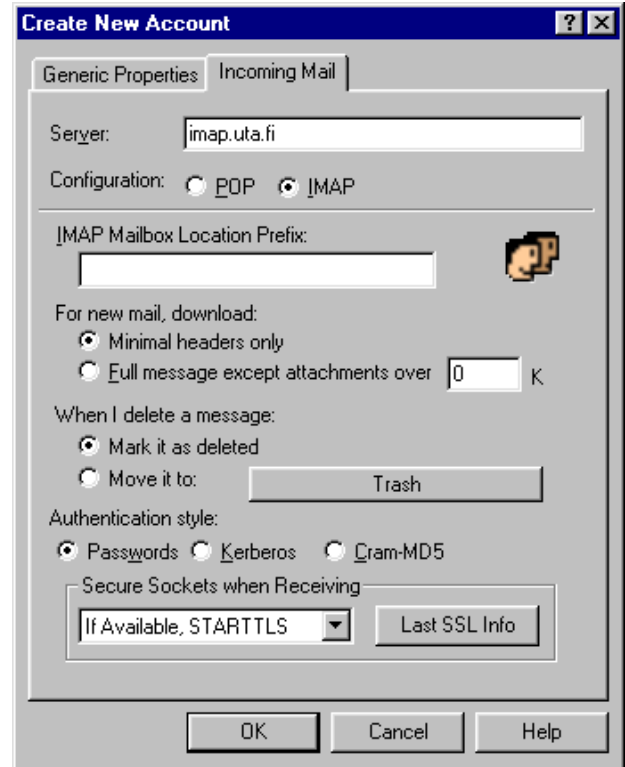 Create New Account
Generic Properties Incoming Mail
Server: imap.uta.fi
Configuration: POP IMAP
IMAP Mailbox Location Prefix:
For new mail, download:
Minimal headers only
Full message except attachments over 0 K
When I delete a message:
Mark it as deleted
Move it to: Trash
Authentication style:
Passwords Kerberos Cram-MD5
Secure Sockets when Receiving
If Available, STARTTLS Last SSL Info
OK Cancel Help